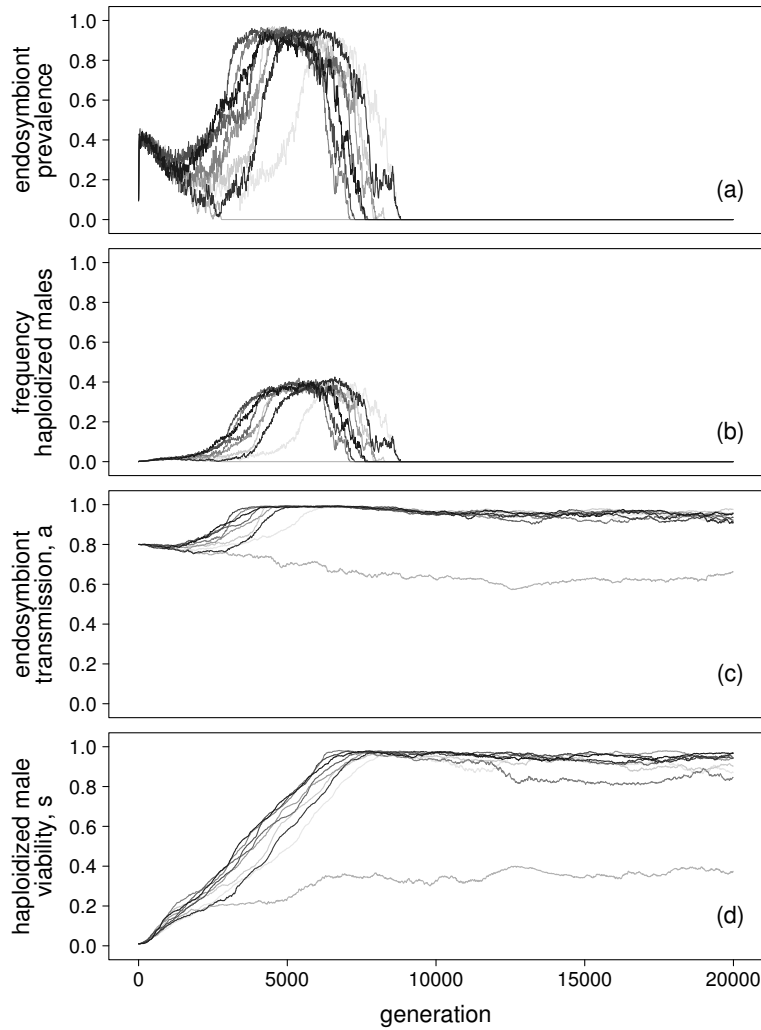 1.0
0.8
0.6
0.4
0.2
0.0
endosymbiont
prevalence
(a)
1.0
0.8
0.6
0.4
0.2
0.0
frequency
haploidized males
(b)
1.0
0.8
0.6
0.4
0.2
0.0
endosymbiont
transmission, a
(c)
1.0
0.8
0.6
0.4
0.2
0.0
haploidized male
viability, s
(d)
0 5000 10000 15000 20000
generation